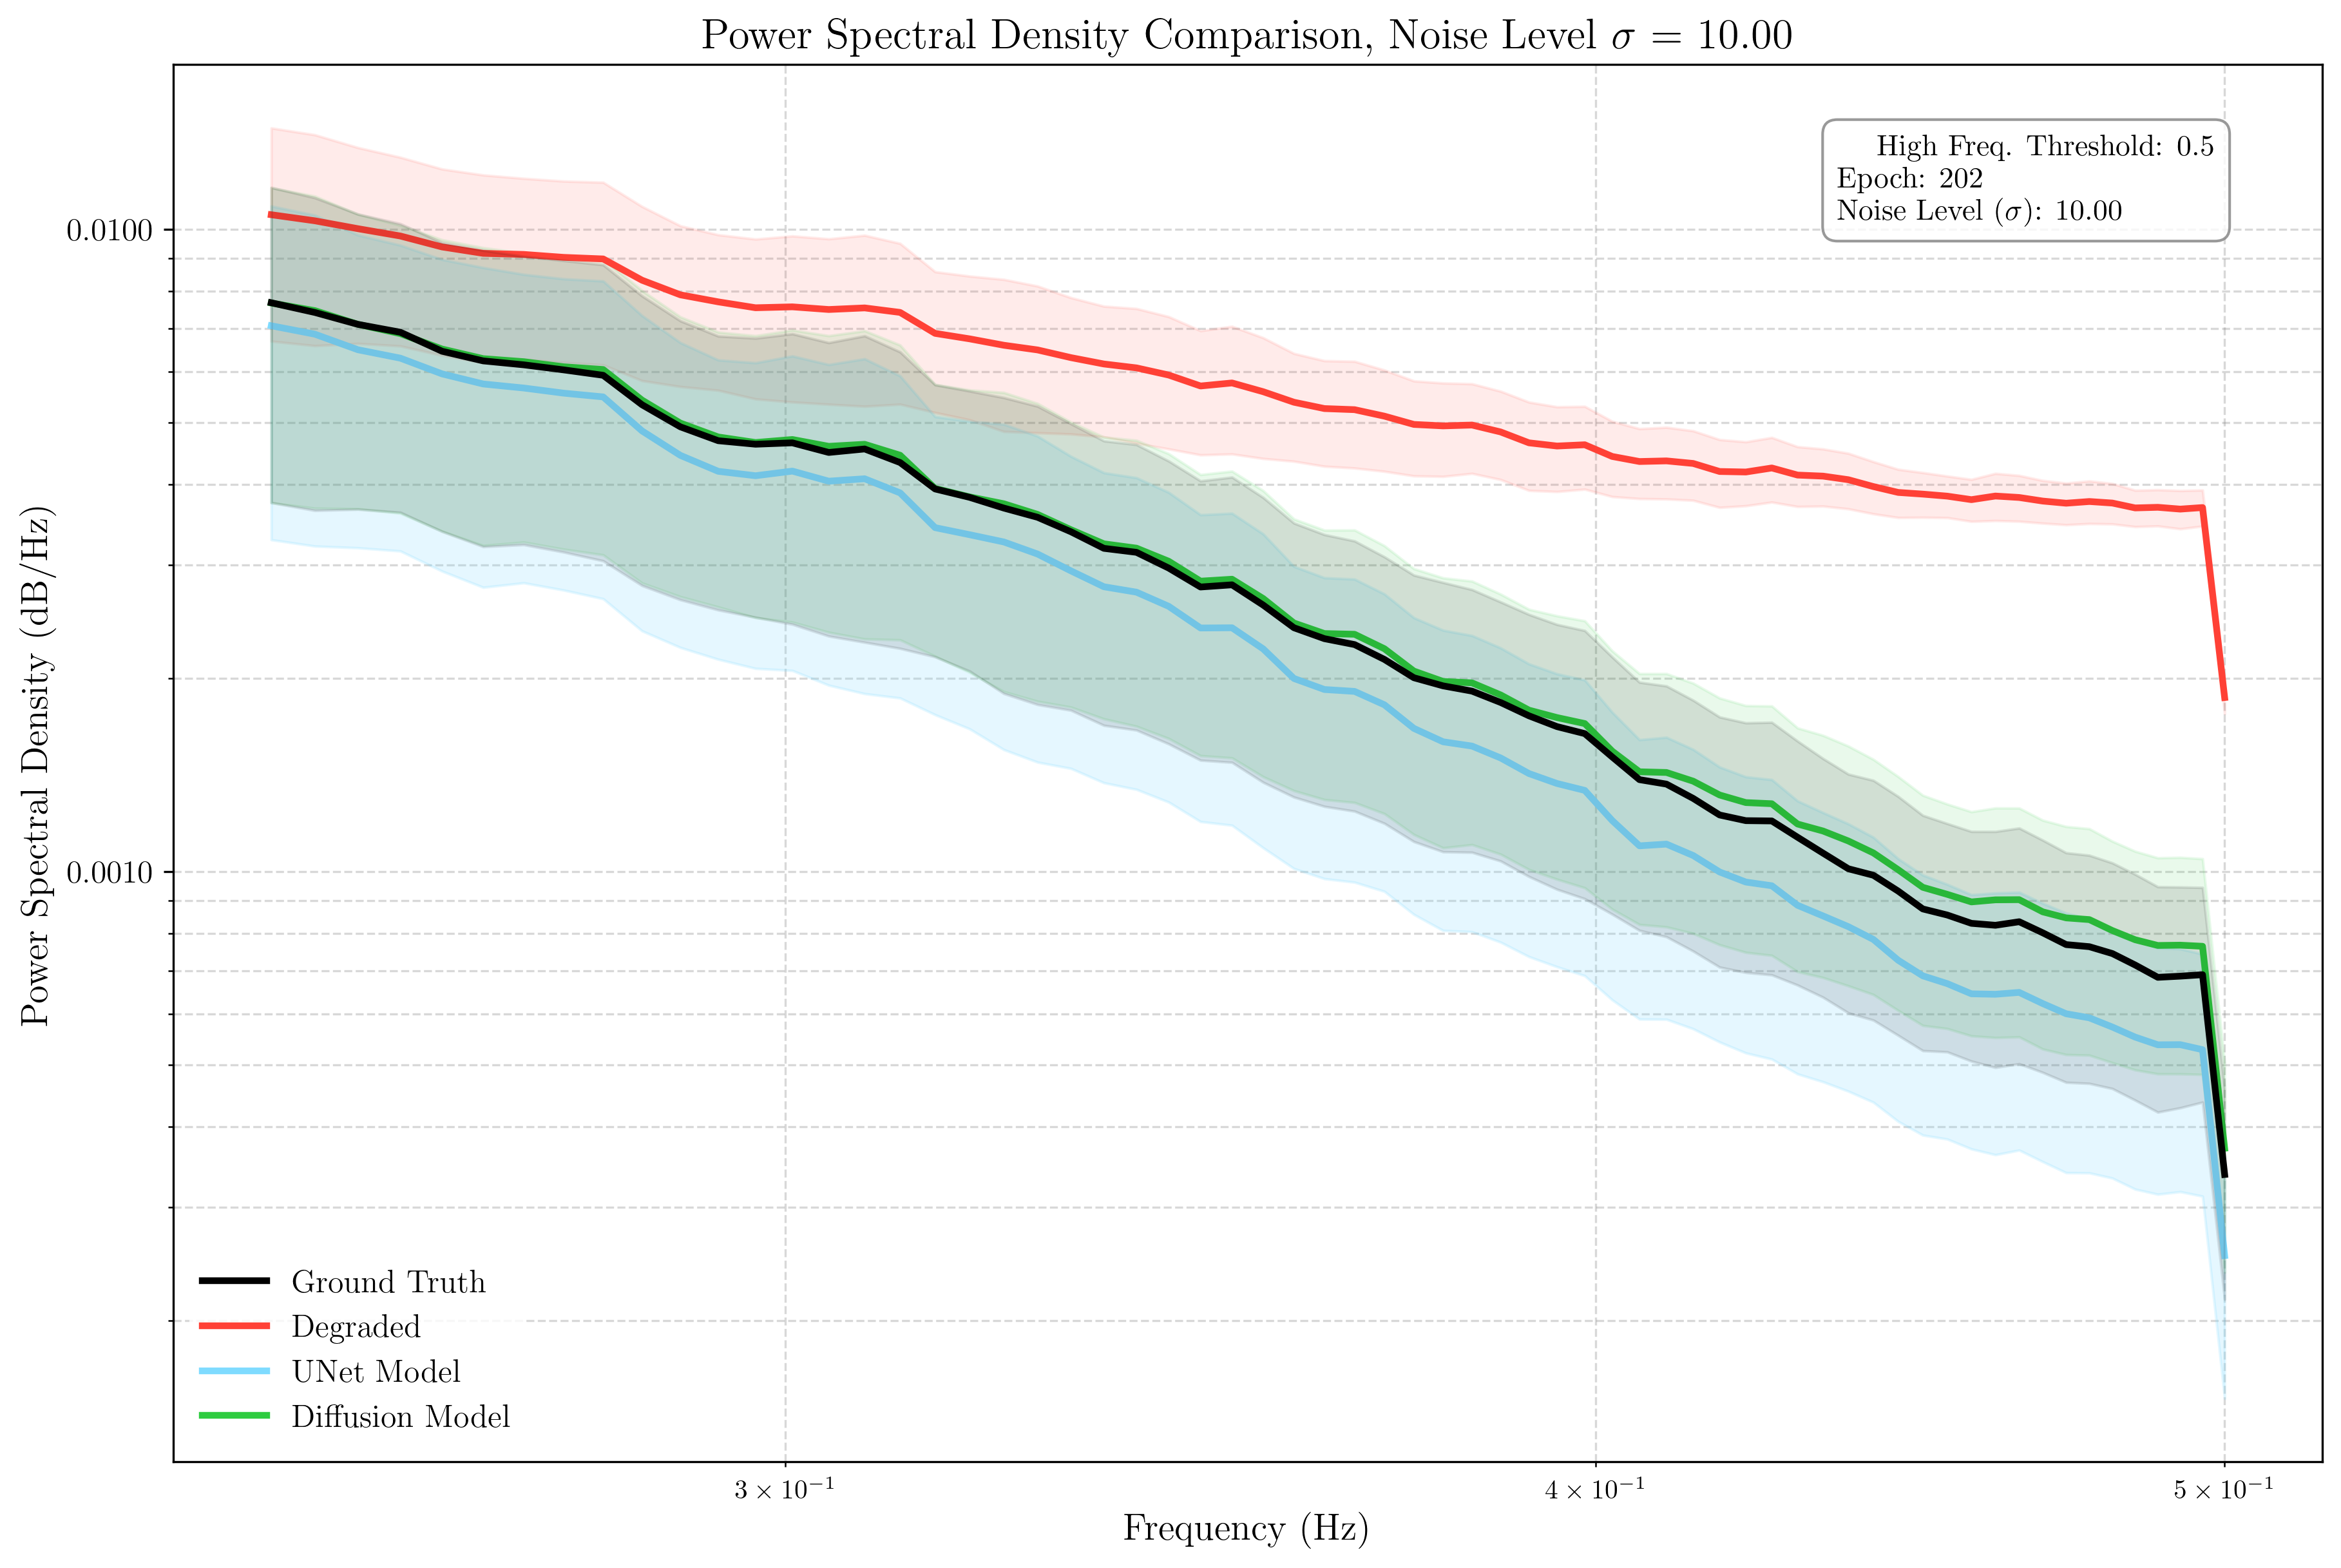 Power Spectral Density Comparison, Noise Level σ = 10.00
High Freq. Threshold: 0.5
Epoch: 202
Noise Level (σ): 10.00
0.0100
0.0010
Power Spectral Density (dB/Hz)
Ground Truth
Degraded
UNet Model
Diffusion Model
3 × 10⁻¹
4 × 10⁻¹
5 × 10⁻¹
Frequency (Hz)